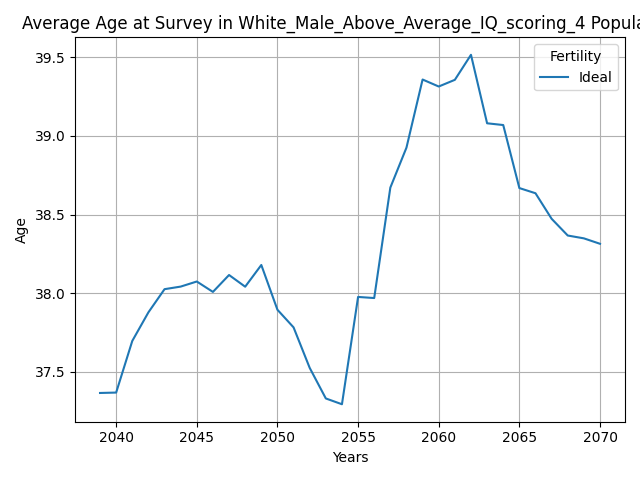 Average Age at Survey in White_Male_Above_Average_IQ_scoring_4 Popula
39.5
39.0
38.5
38.0
37.5
Age
Fertility
Ideal
2040 2045 2050 2055 2060 2065 2070
Years